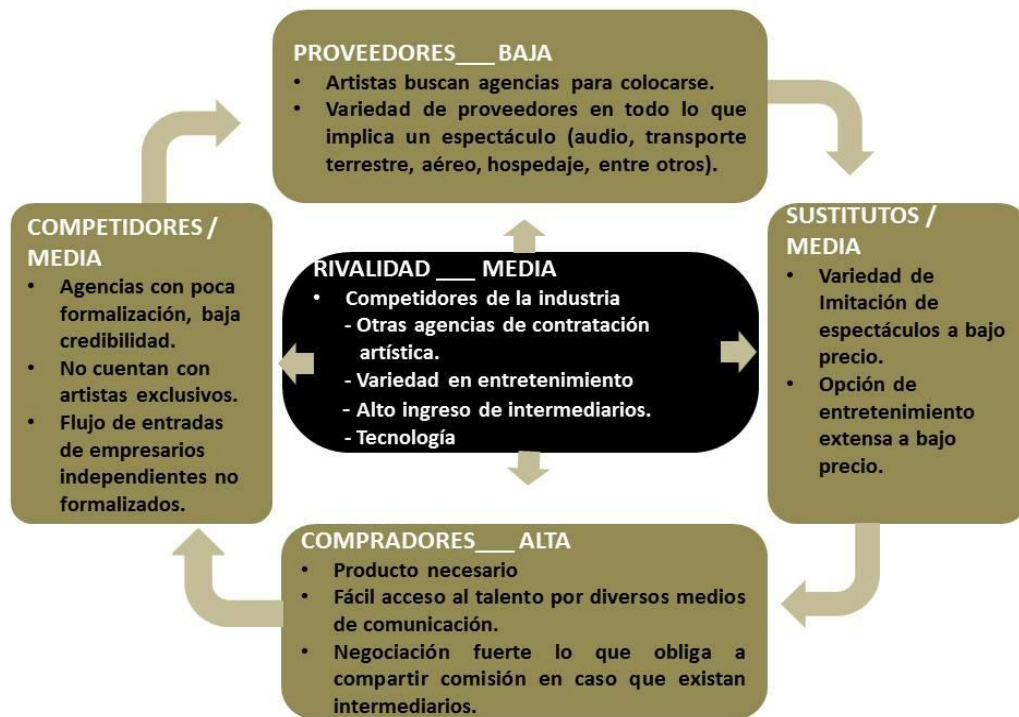 PROVEEDORES___ BAJA
• Artistas buscan agencias para colocarse.
• Variedad de proveedores en todo lo que
implica un espectáculo (audio, transporte
terrestre, aéreo, hospedaje, entre otros).
COMPETIDORES /
MEDIA
• Agencias con poca
formalización, baja
credibilidad.
• No cuentan con
artistas exclusivos.
• Flujo de entradas
de empresarios
independientes no
formalizados.
RIVALIDAD ___ MEDIA
• Competidores de la industria
- Otras agencias de contratación
artística.
- Variedad en entretenimiento
- Alto ingreso de intermediarios.
- Tecnología
SUSTITUTOS /
MEDIA
• Variedad de
Imitación de
espectáculos a bajo
precio.
• Opción de
entretenimiento
extensa a bajo
precio.
COMPRADORES___ ALTA
• Producto necesario
• Fácil acceso al talento por diversos medios
de comunicación.
• Negociación fuerte lo que obliga a
compartir comisión en caso que existan
intermediarios.